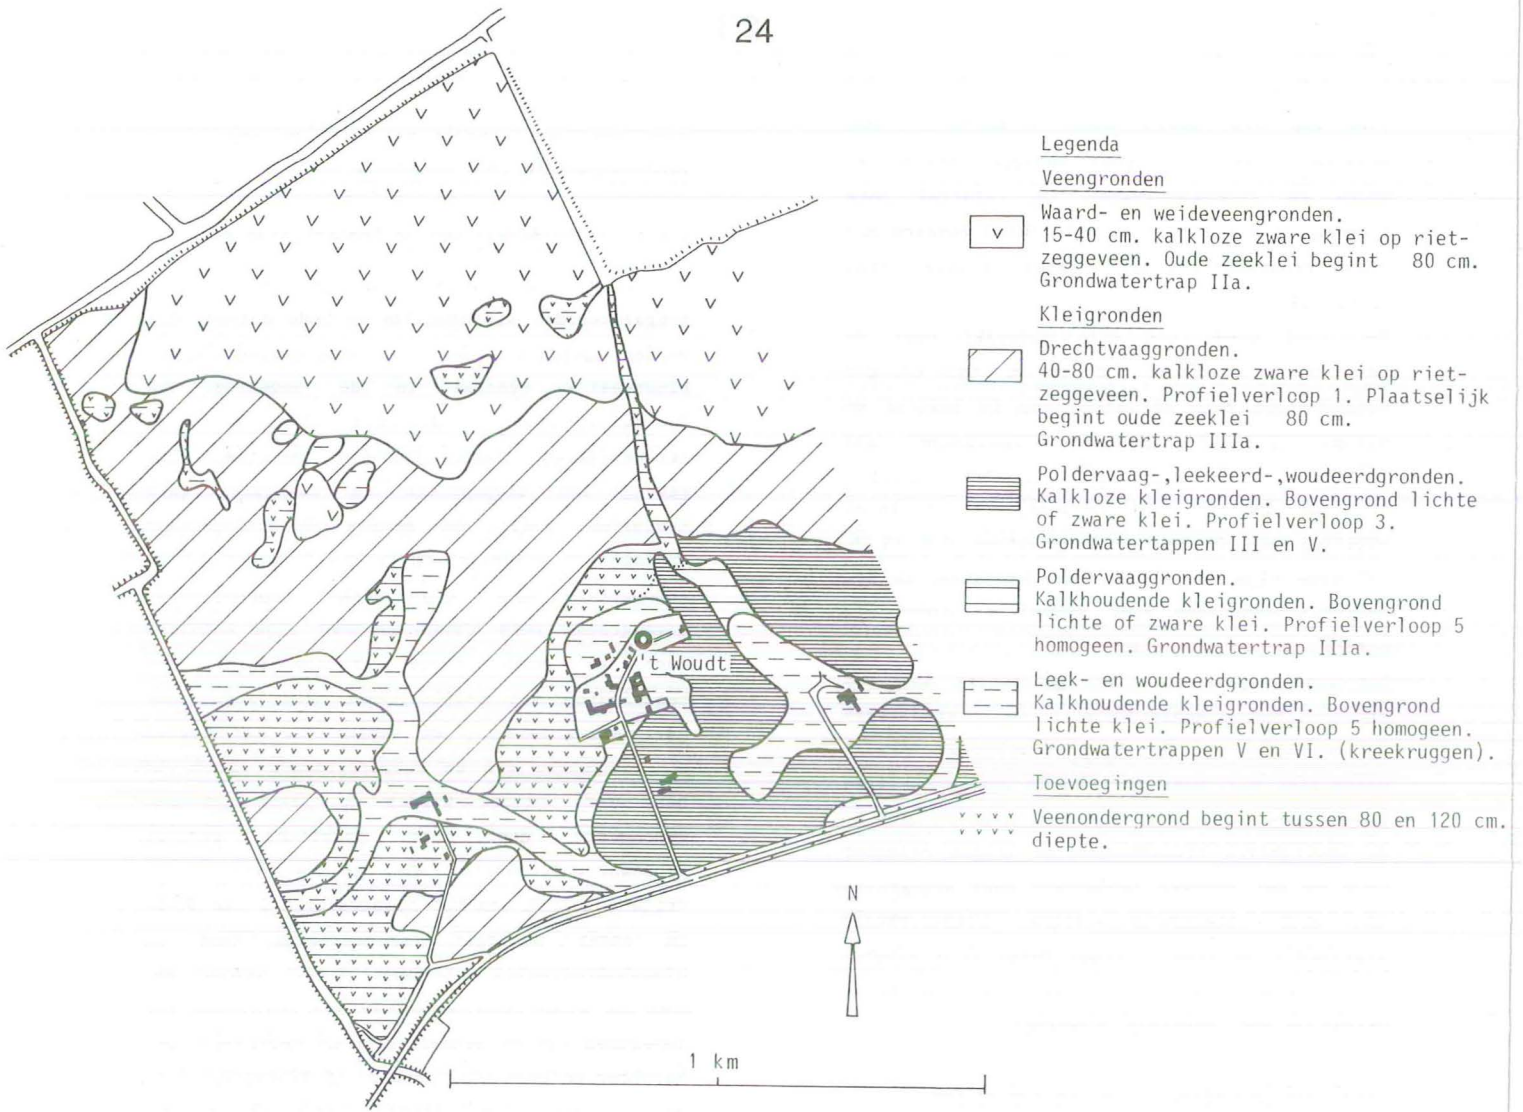 24
Legenda
Veengronden
Waard- en weideveengronden.
15-40 cm. kalkloze zware klei op riet-
zeggeveen. Oude zeeklei begint 80 cm.
Grondwatertrap IIa.
Kleigronden
Drechtvaaggronden.
40-80 cm. kalkloze zware klei op riet-
zeggeveen. Profielverloop 1. Plaatselijk
begint oude zeeklei 80 cm.
Grondwatertrap IIIa.
Poldervaag-,leekeerd-,woudeerdgronden.
Kalkloze kleigronden. Bovengrond lichte
of zware klei. Profielverloop 3.
Grondwatertappen III en V.
Poldervaaggronden.
Kalkhoudende kleigronden. Bovengrond
lichte of zware klei. Profielverloop 5
homogeen. Grondwatertrap IIIa.
Leek- en woudeerdgronden.
Kalkhoudende kleigronden. Bovengrond
lichte klei. Profielverloop 5 homogeen.
Grondwatertrappen V en VI. (kreekruggen).
Toevoegingen
Veenondergrond begint tussen 80 en 120 cm.
diepte.
't Woudt
N
1 km